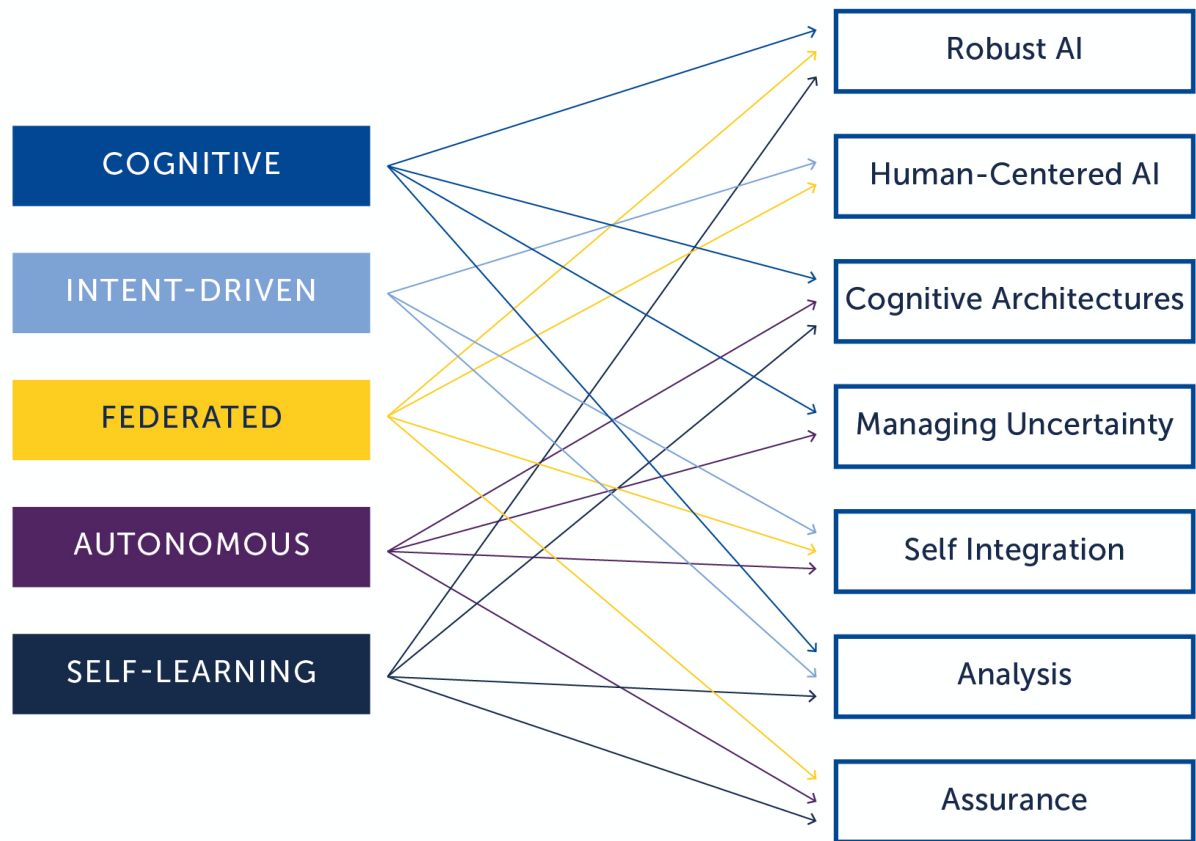 COGNITIVE
INTENT-DRIVEN
FEDERATED
AUTONOMOUS
SELF-LEARNING
Robust AI
Human-Centered AI
Cognitive Architectures
Managing Uncertainty
Self Integration
Analysis
Assurance